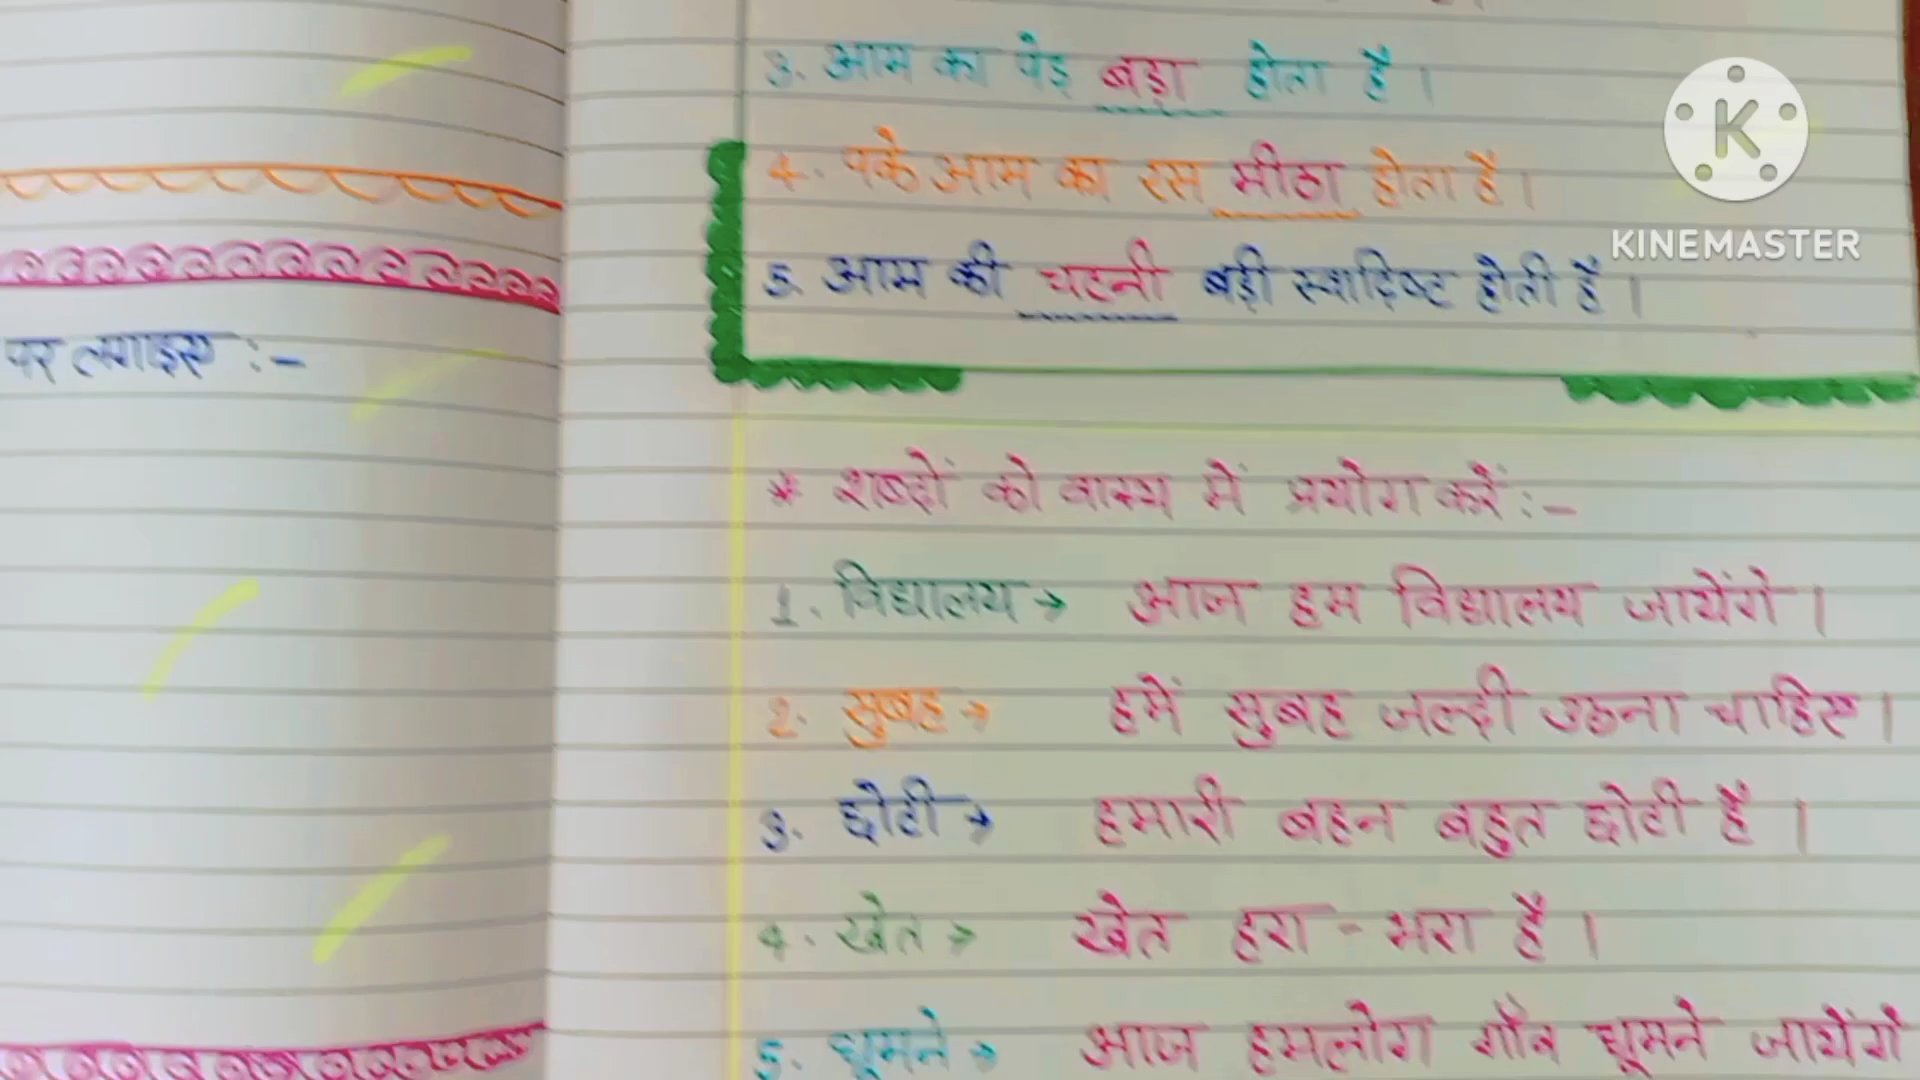 पर लगाइए :-
3. आम का पेड़ बड़ा होता है ।
4. पके आम का रस मीठा होता है ।
5. आम की चटनी बड़ी स्वादिष्ट होती है ।
* शब्दों को वाक्य में प्रयोग करें :-
1. विद्यालय → आज हम विद्यालय जायेंगे ।
2. सुबह → हमें सुबह जल्दी उठना चाहिए ।
3. छोटी → हमारी बहन बहुत छोटी है ।
4. खेत → खेत हरा - भरा है ।
5. घूमने → आज हमलोग गाँव घूमने जायेंगे
K
KINEMASTER